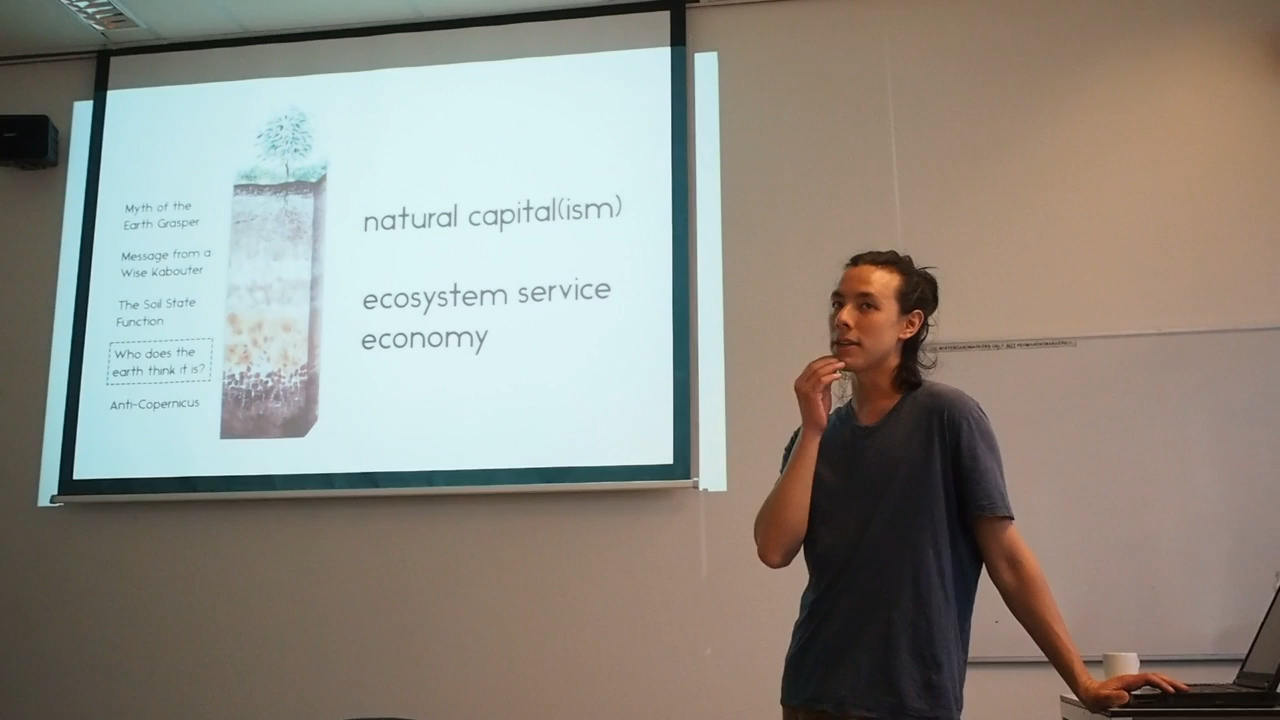 Myth of the
Earth Grasper
Message from a
Wise Kabouter
The Soil State
Function
Who does the
earth think it is?
Anti-Copernicus
natural capital(ism)
ecosystem service
economy